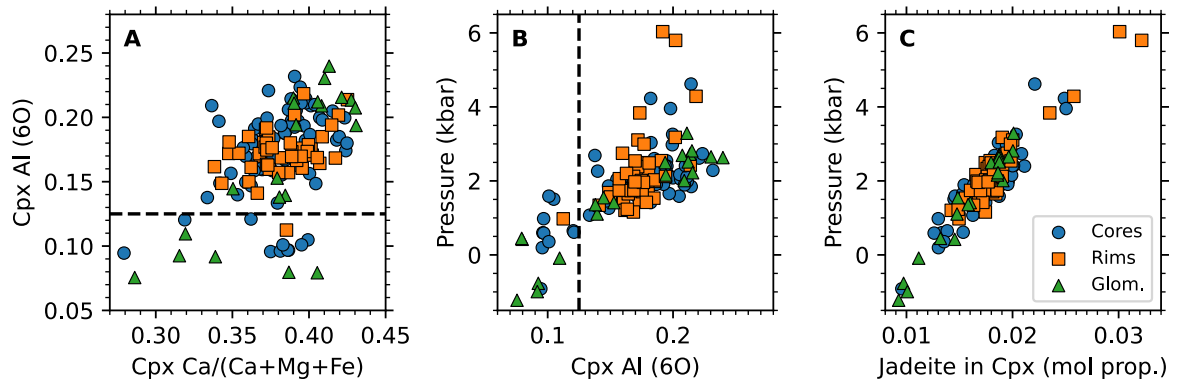 A
Cpx Al (6O)
0.25
0.20
0.15
0.10
0.05
0.30
0.35
0.40
0.45
Cpx Ca/(Ca+Mg+Fe)
B
Pressure (kbar)
6
4
2
0
0.1
0.2
Cpx Al (6O)
C
Pressure (kbar)
6
4
2
0
Cores
Rims
Glom.
0.01
0.02
0.03
Jadeite in Cpx (mol prop.)